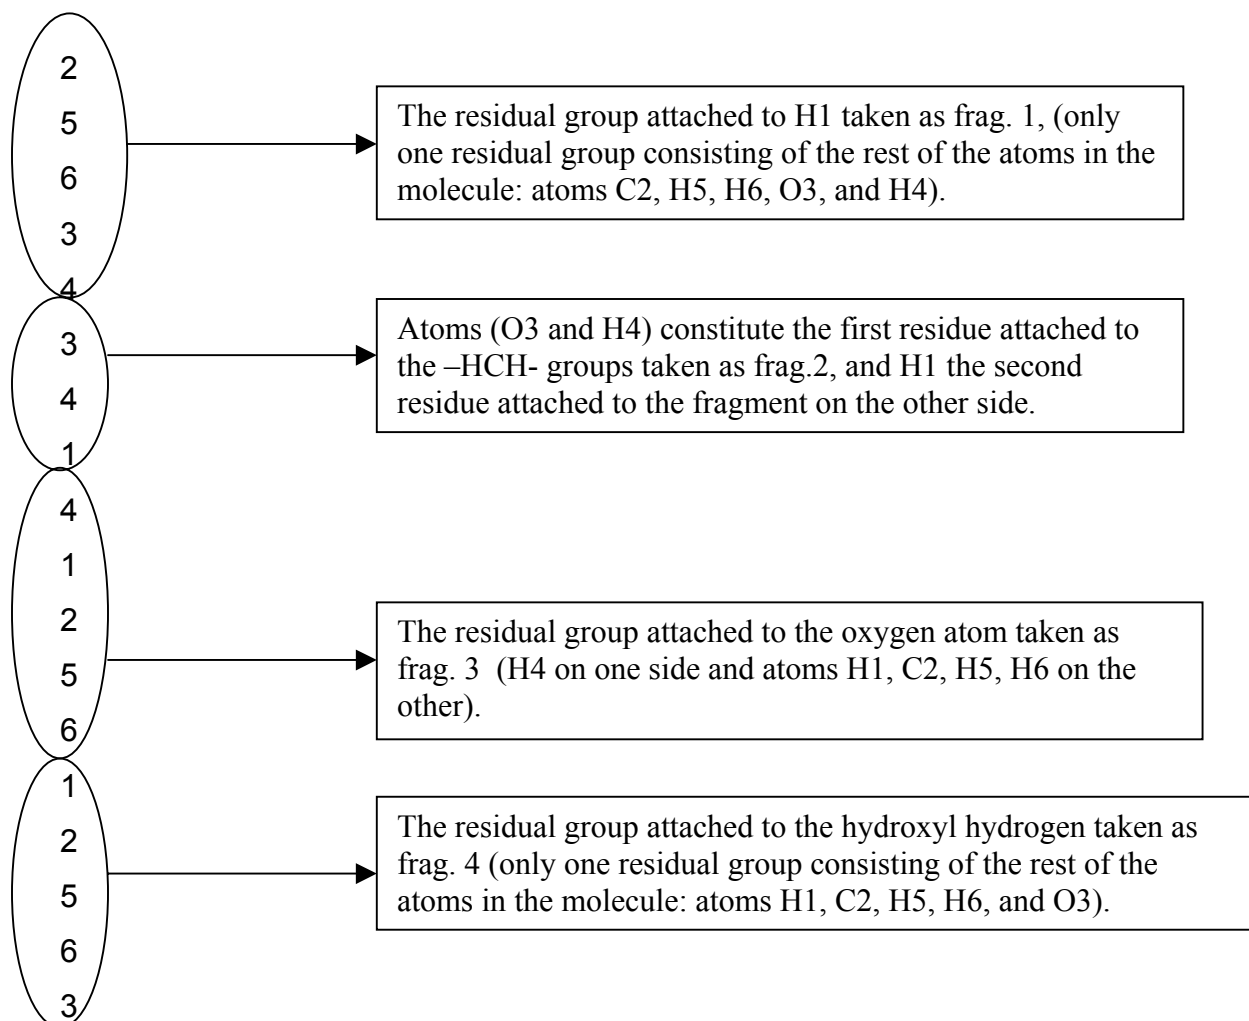 2
5
6
3
4
The residual group attached to H1 taken as frag. 1, (only
one residual group consisting of the rest of the atoms in the
molecule: atoms C2, H5, H6, O3, and H4).
3
4
1
Atoms (O3 and H4) constitute the first residue attached to
the –HCH- groups taken as frag.2, and H1 the second
residue attached to the fragment on the other side.
4
1
2
5
6
The residual group attached to the oxygen atom taken as
frag. 3  (H4 on one side and atoms H1, C2, H5, H6 on the
other).
1
2
5
6
3
The residual group attached to the hydroxyl hydrogen taken as
frag. 4 (only one residual group consisting of the rest of the
atoms in the molecule: atoms H1, C2, H5, H6, and O3).